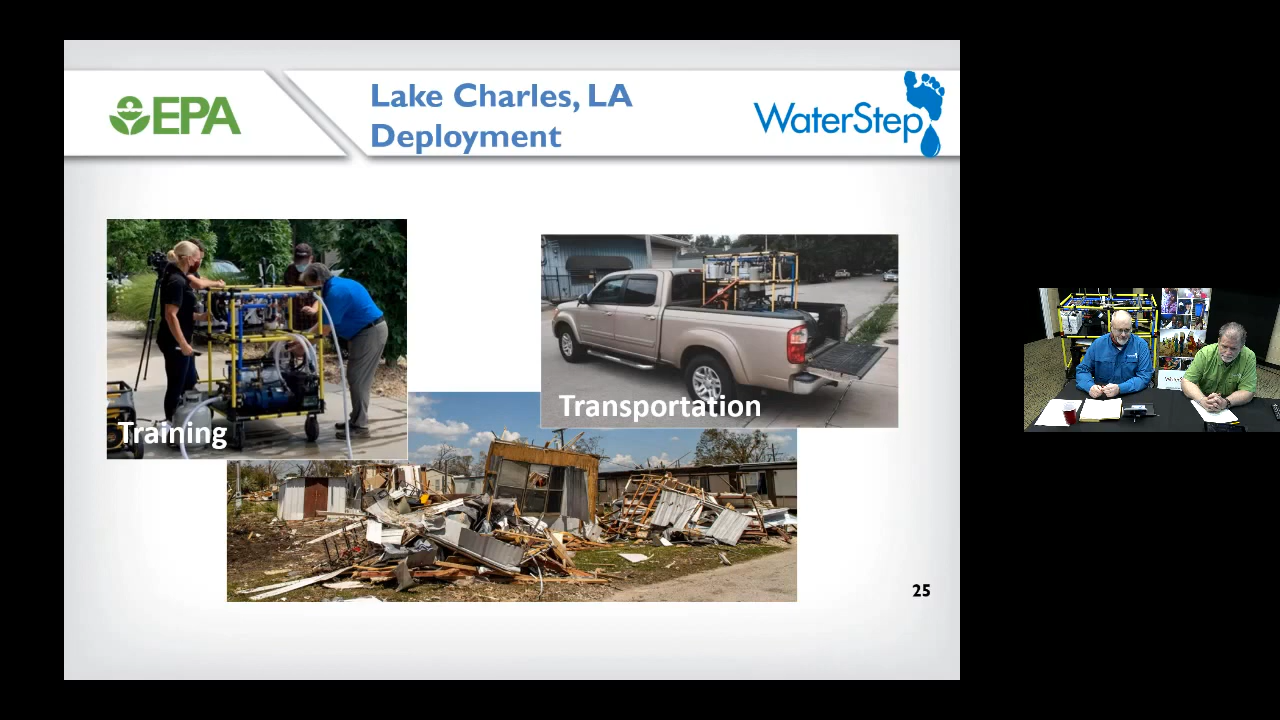 EPA
Lake Charles, LA
Deployment
WaterStep
Training
Transportation
25